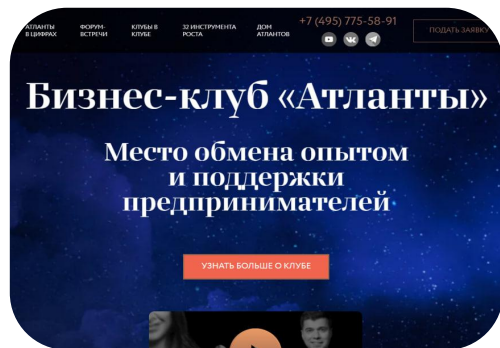 АТЛАНТЫ
В ЦИФРАХ
ФОРУМ-
ВСТРЕЧИ
КЛУБЫ В
КЛУБЕ
32 ИНСТРУМЕНТА
РОСТА
ДОМ
АТЛАНТОВ
+7 (495) 775-58-91
ПОДАТЬ ЗАЯВКУ
Бизнес-клуб «Атланты»
Место обмена опытом
и поддержки
предпринимателей
УЗНАТЬ БОЛЬШЕ О КЛУБЕ